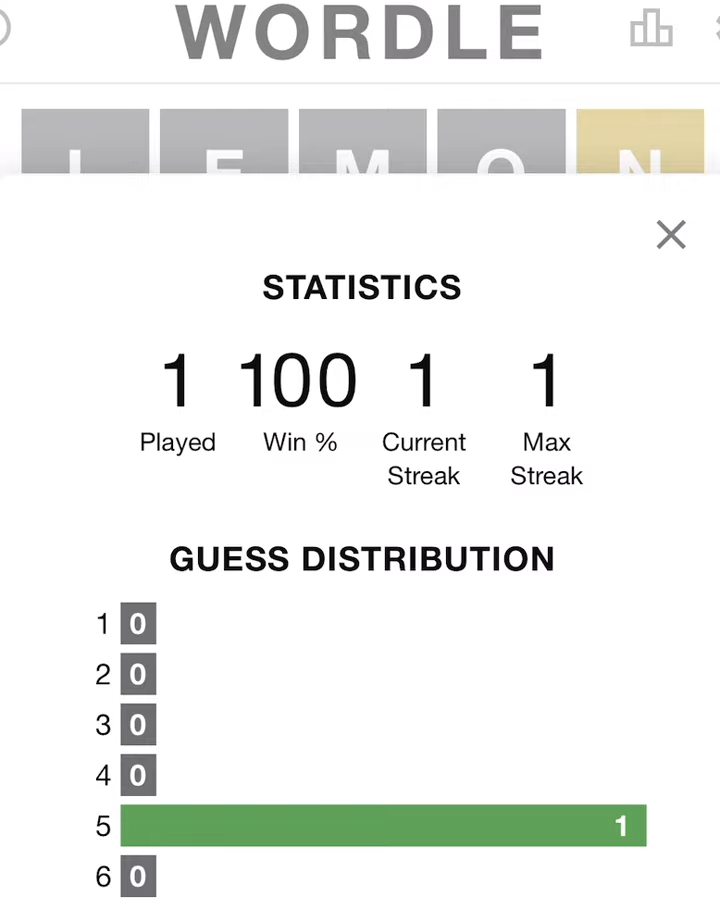 WORDLE
L E M O N
STATISTICS
1 100 1 1
Played Win % Current Streak Max Streak
GUESS DISTRIBUTION
1 0
2 0
3 0
4 0
5 1
6 0